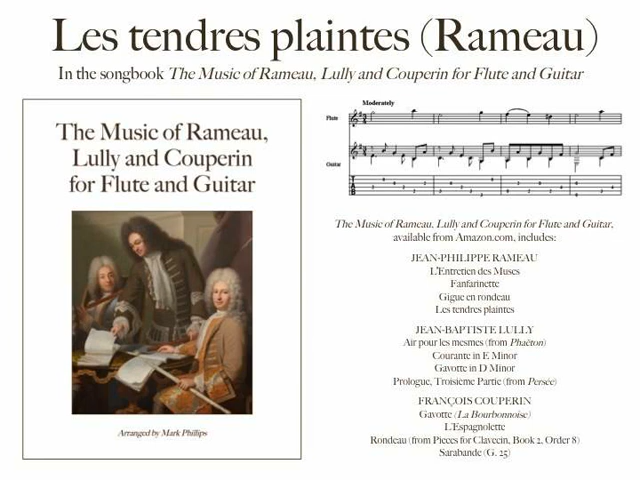 Les tendres plaintes (Rameau)
In the songbook The Music of Rameau, Lully and Couperin for Flute and Guitar
The Music of Rameau,
Lully and Couperin
for Flute and Guitar
Arranged by Mark Phillips
Moderately
Flute
Guitar
The Music of Rameau, Lully and Couperin for Flute and Guitar,
available from Amazon.com, includes:
JEAN-PHILIPPE RAMEAU
L'Entretien des Muses
Fanfarinette
Gigue en rondeau
Les tendres plaintes
JEAN-BAPTISTE LULLY
Air pour les mesmes (from Phaëton)
Courante in E Minor
Gavotte in D Minor
Prologue, Troisième Partie (from Persée)
FRANÇOIS COUPERIN
Gavotte (La Bourbonnoise)
L'Espagnolette
Rondeau (from Pieces for Clavecin, Book 2, Order 8)
Sarabande (G. 25)